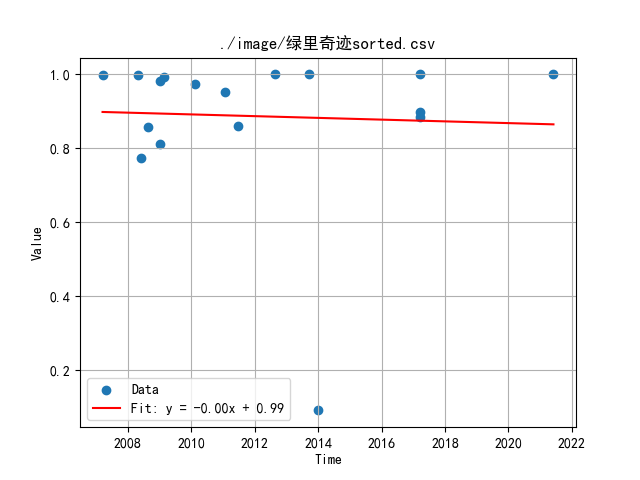 ./image/绿里奇迹sorted.csv
1.0
0.8
0.6
0.4
0.2
Value
Data
Fit: y = −0.00x + 0.99
2008 2010 2012 2014 2016 2018 2020 2022
Time